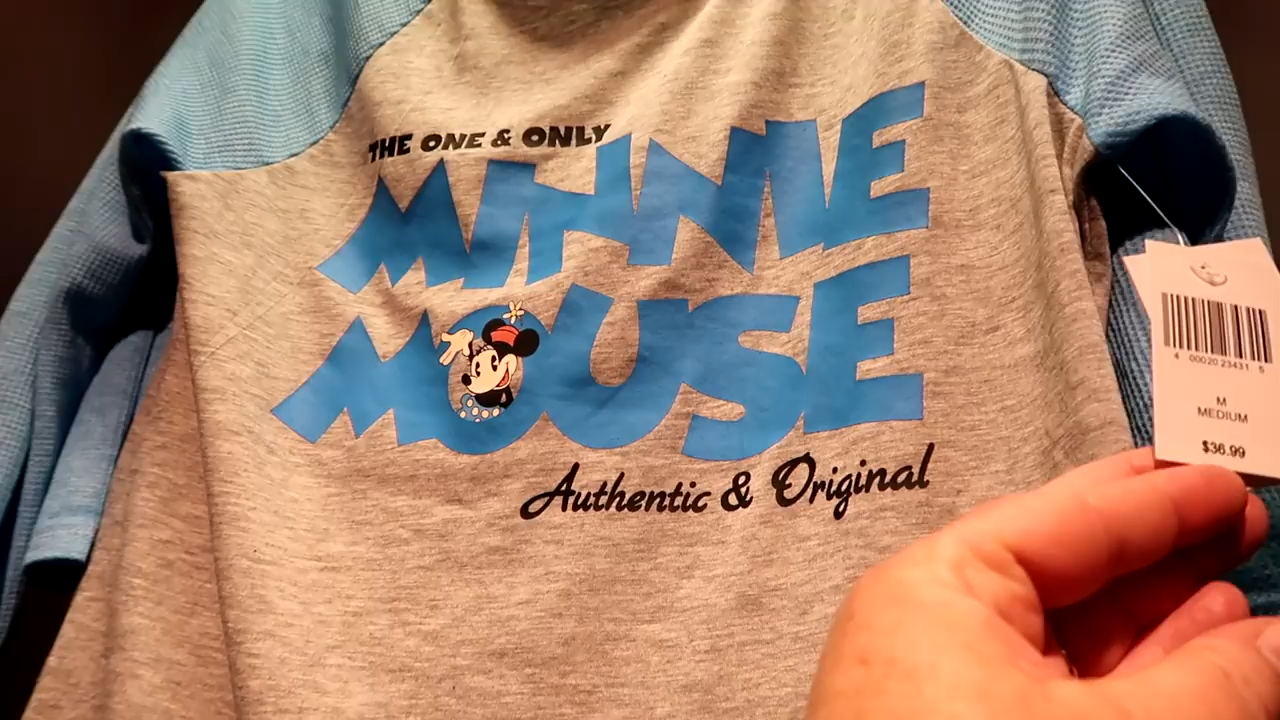 THE ONE & ONLY
MINNIE
MOUSE
Authentic & Original
4 00020 23431 5
M
MEDIUM
$36.99